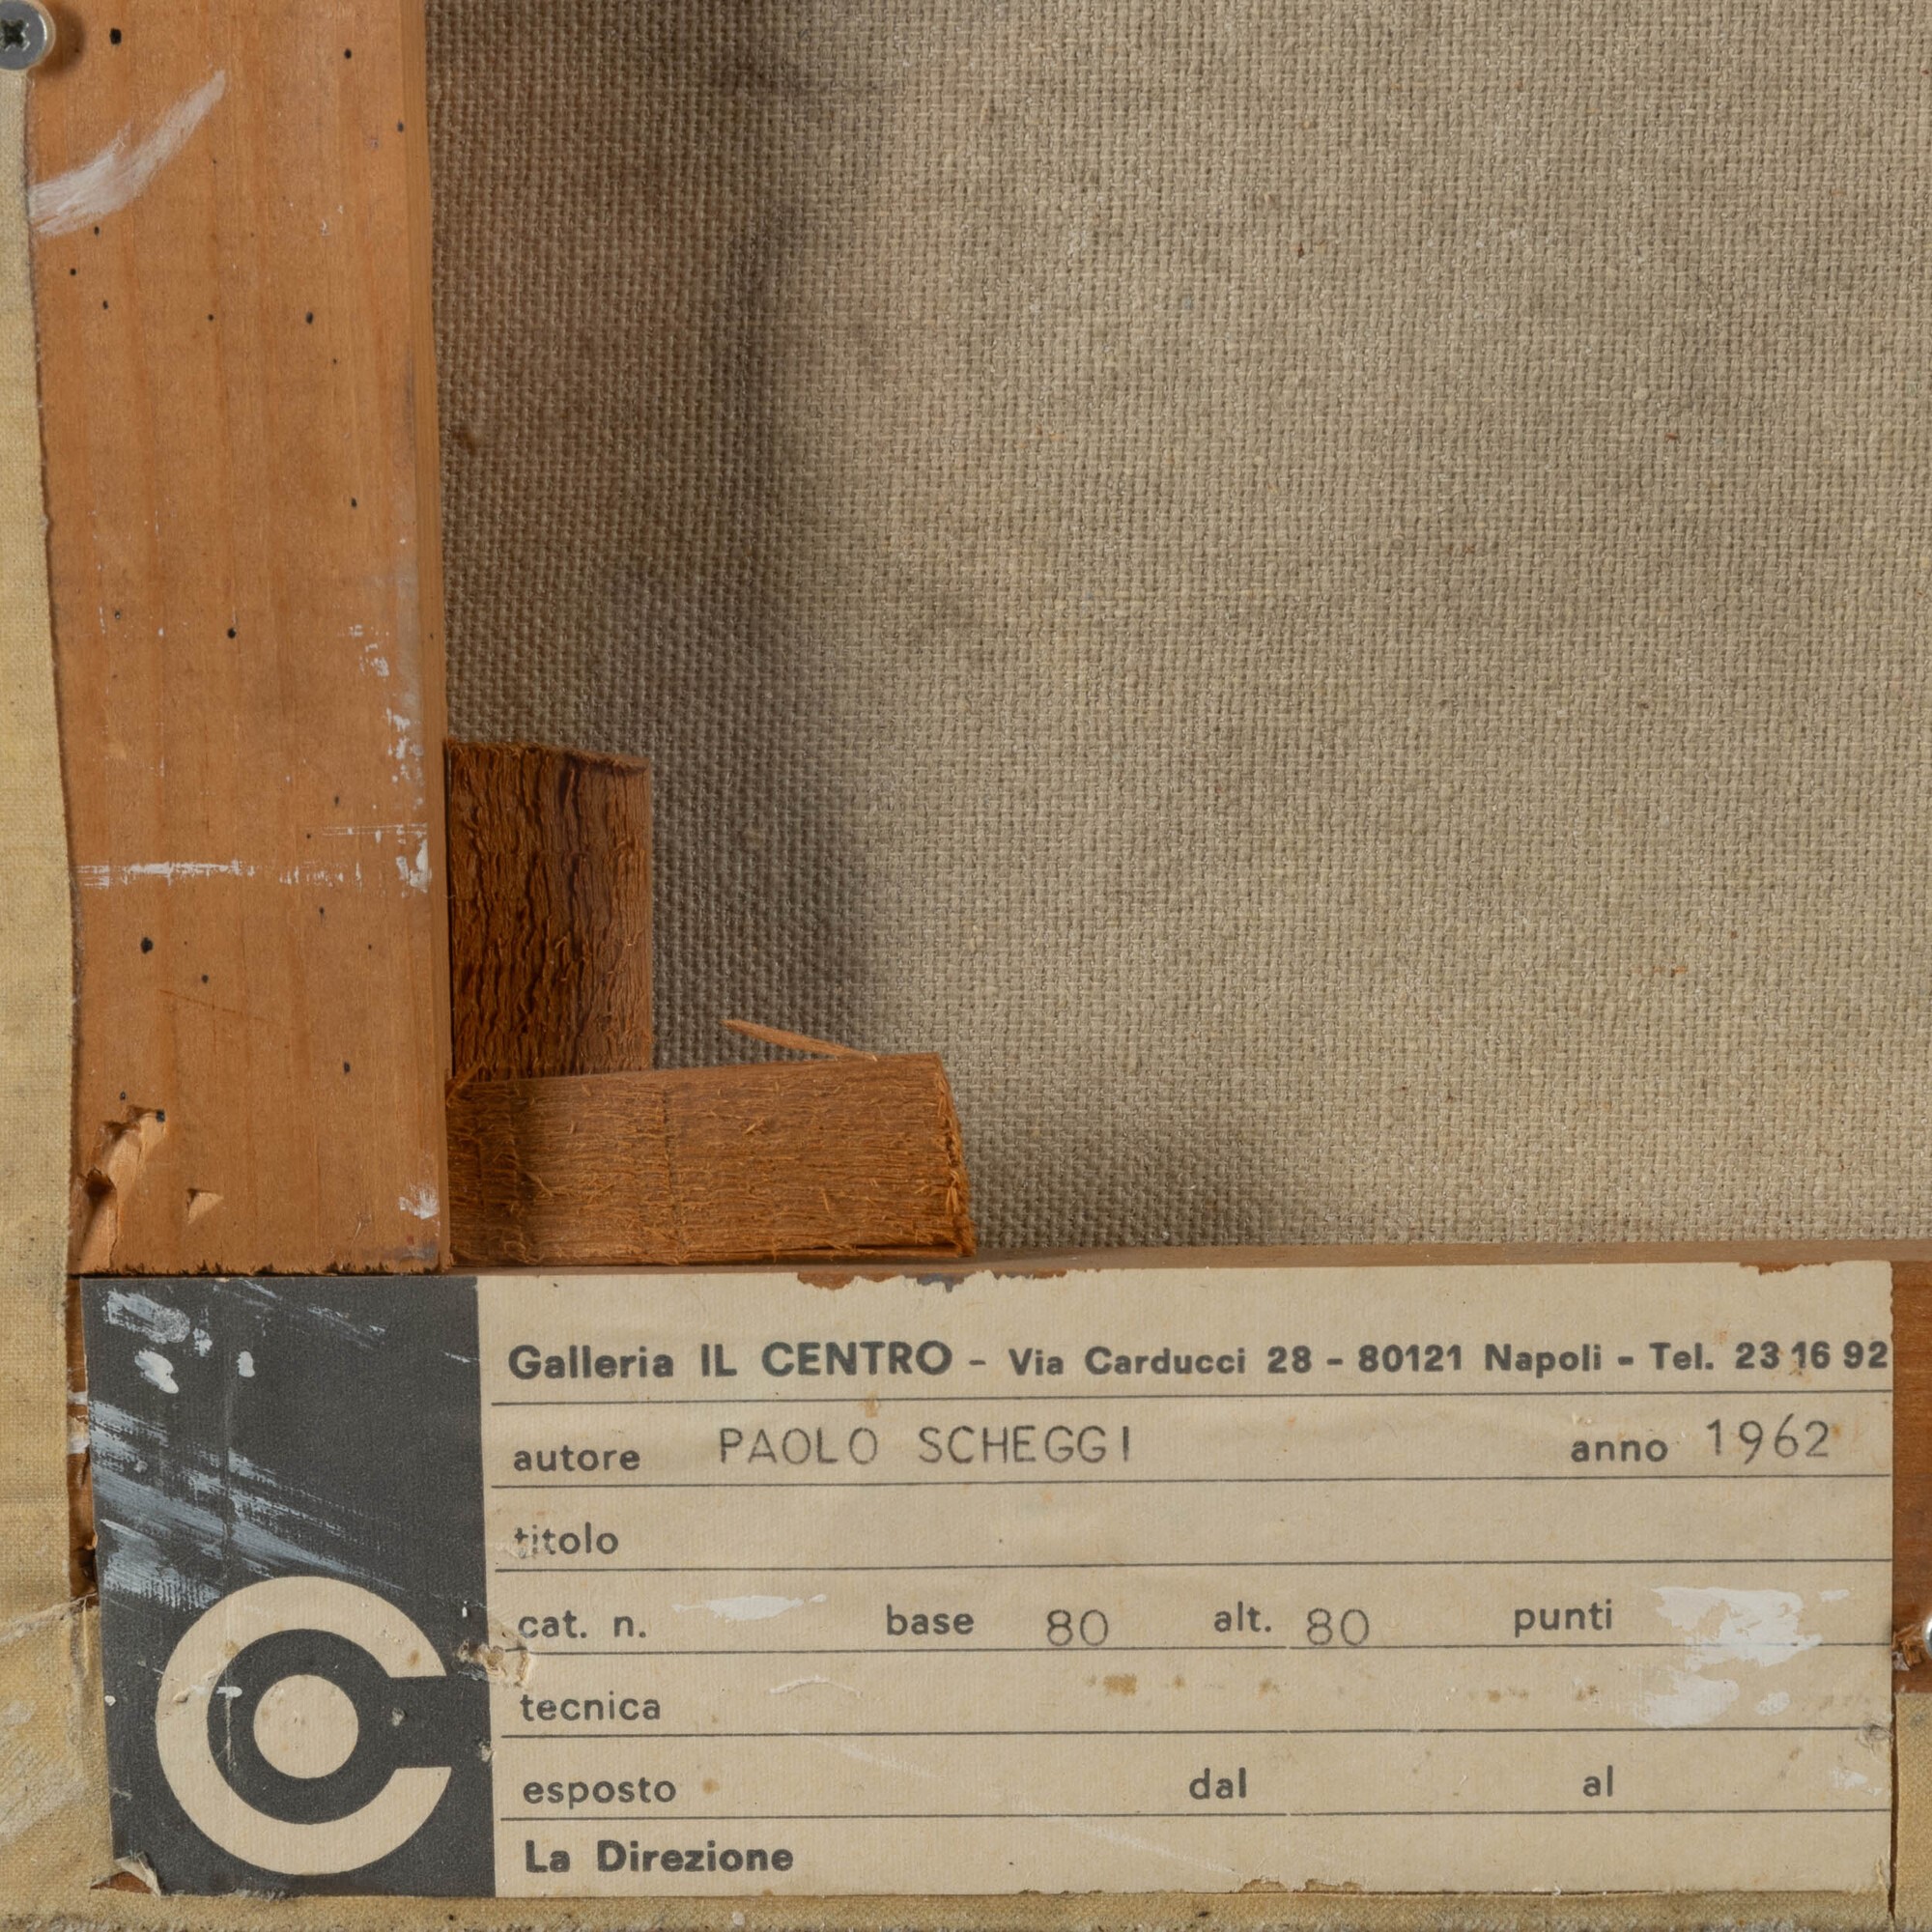 Galleria IL CENTRO - Via Carducci 28 - 80121 Napoli - Tel. 23 16 92
autore PAOLO SCHEGGI anno 1962
titolo
cat. n. base 80 alt. 80 punti
tecnica
esposto dal al
La Direzione